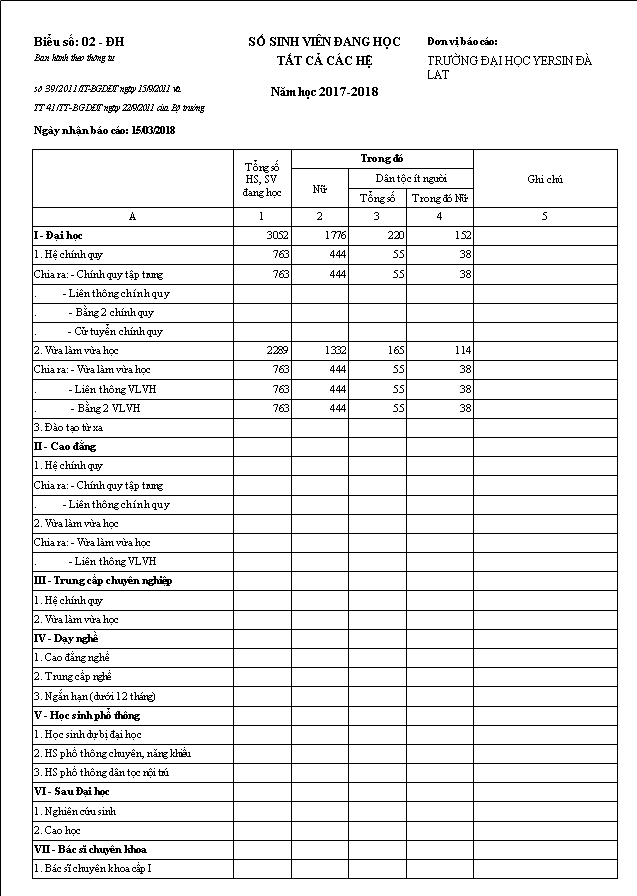 Biểu số: 02 - ĐH
Ban hành theo thông tư
số 39/2011/TT-BGDĐT ngày 15/9/2011 và
TT 41/TT-BGDĐT ngày 22/9/2011 của Bộ trưởng
Ngày nhận báo cáo: 15/03/2018
SỐ SINH VIÊN ĐANG HỌC
TẤT CẢ CÁC HỆ
Năm học 2017-2018
Đơn vị báo cáo:
TRƯỜNG ĐẠI HỌC YERSIN ĐÀ
LẠT
Tổng số HS, SV đang học Trong đó Ghi chú
Nữ Dân tộc ít người
Tổng số Trong đó Nữ
A 1 2 3 4 5
I - Đại học 3052 1776 220 152
1. Hệ chính quy 763 444 55 38
Chia ra: - Chính quy tập trung 763 444 55 38
. - Liên thông chính quy
. - Bằng 2 chính quy
. - Cử tuyển chính quy
2. Vừa làm vừa học 2289 1332 165 114
Chia ra: - Vừa làm vừa học 763 444 55 38
. - Liên thông VLVH 763 444 55 38
. - Bằng 2 VLVH 763 444 55 38
3. Đào tạo từ xa
II - Cao đẳng
1. Hệ chính quy
Chia ra: - Chính quy tập trung
. - Liên thông chính quy
2. Vừa làm vừa học
Chia ra: - Vừa làm vừa học
. - Liên thông VLVH
III - Trung cấp chuyên nghiệp
1. Hệ chính quy
2. Vừa làm vừa học
IV - Dạy nghề
1. Cao đẳng nghề
2. Trung cấp nghề
3. Ngắn hạn (dưới 12 tháng)
V - Học sinh phổ thông
1. Học sinh dự bị đại học
2. HS phổ thông chuyên, năng khiếu
3. HS phổ thông dân tọc nội trú
VI - Sau Đại học
1. Nghiên cứu sinh
2. Cao học
VII - Bác sĩ chuyên khoa
1. Bác sĩ chuyên khoa cấp I